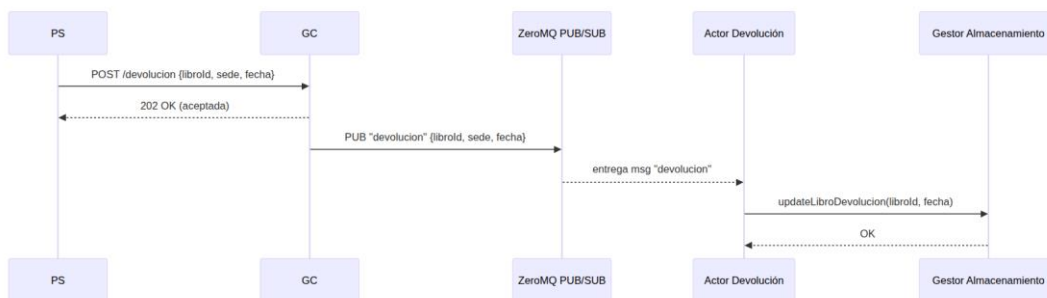 PS GC ZeroMQ PUB/SUB Actor Devolución Gestor Almacenamiento
POST /devolucion {libroId, sede, fecha}
202 OK (aceptada)
PUB "devolucion" {libroId, sede, fecha}
entrega msg "devolucion"
updateLibroDevolucion(libroId, fecha)
OK
PS GC ZeroMQ PUB/SUB Actor Devolución Gestor Almacenamiento